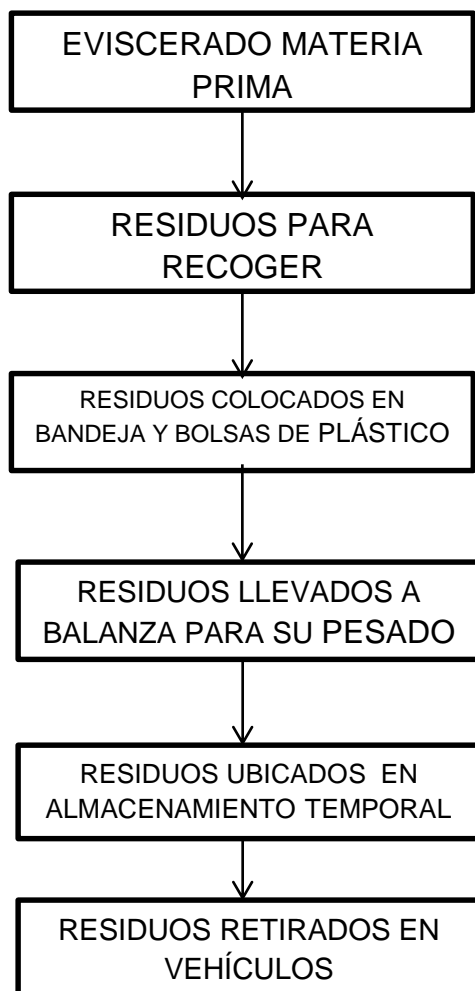 EVISCERADO MATERIA
PRIMA
RESIDUOS PARA
RECOGER
RESIDUOS COLOCADOS EN
BANDEJA Y BOLSAS DE PLÁSTICO
RESIDUOS LLEVADOS A
BALANZA PARA SU PESADO
RESIDUOS UBICADOS EN
ALMACENAMIENTO TEMPORAL
RESIDUOS RETIRADOS EN
VEHÍCULOS